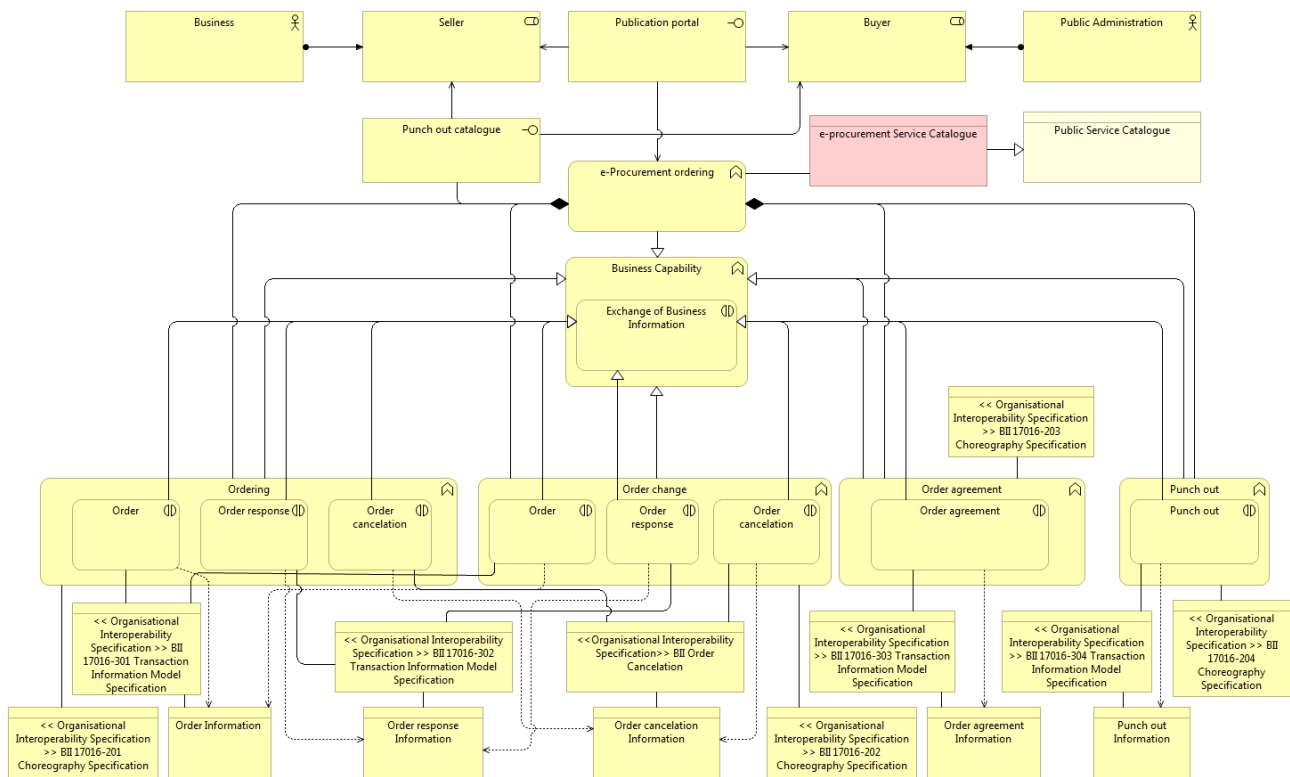 Business
Seller
Publication portal
Buyer
Public Administration
Punch out catalogue
e-procurement Service Catalogue
Public Service Catalogue
e-Procurement ordering
Business Capability
Exchange of Business
Information
<< Organisational
Interoperability
Specification
>> BII 17016-203
Choreography Specification
Ordering
Order
Order response
Order
cancelation
Order change
Order
Order
response
Order
cancelation
Order agreement
Order agreement
Punch out
Punch out
<< Organisational
Interoperability
Specification >> BII
17016-301 Transaction
Information Model
Specification
<< Organisational Interoperability
Specification >> BII 17016-302
Transaction Information Model
Specification
<<Organisational Interoperability
Specification>> BII Order
Cancelation
<< Organisational
Interoperability Specification
>> BII 17016-303 Transaction
Information Model
Specification
<< Organisational
Interoperability Specification
>> BII 17016-304 Transaction
Information Model
Specification
<< Organisational
Interoperability
Specification >> BII
17016-204
Choreography
Specification
<< Organisational
Interoperability Specification
>> BII 17016-201
Choreography Specification
Order Information
Order response
Information
Order cancelation
Information
<< Organisational
Interoperability Specification
>> BII 17016-202
Choreography Specification
Order agreement
Information
Punch out
Information